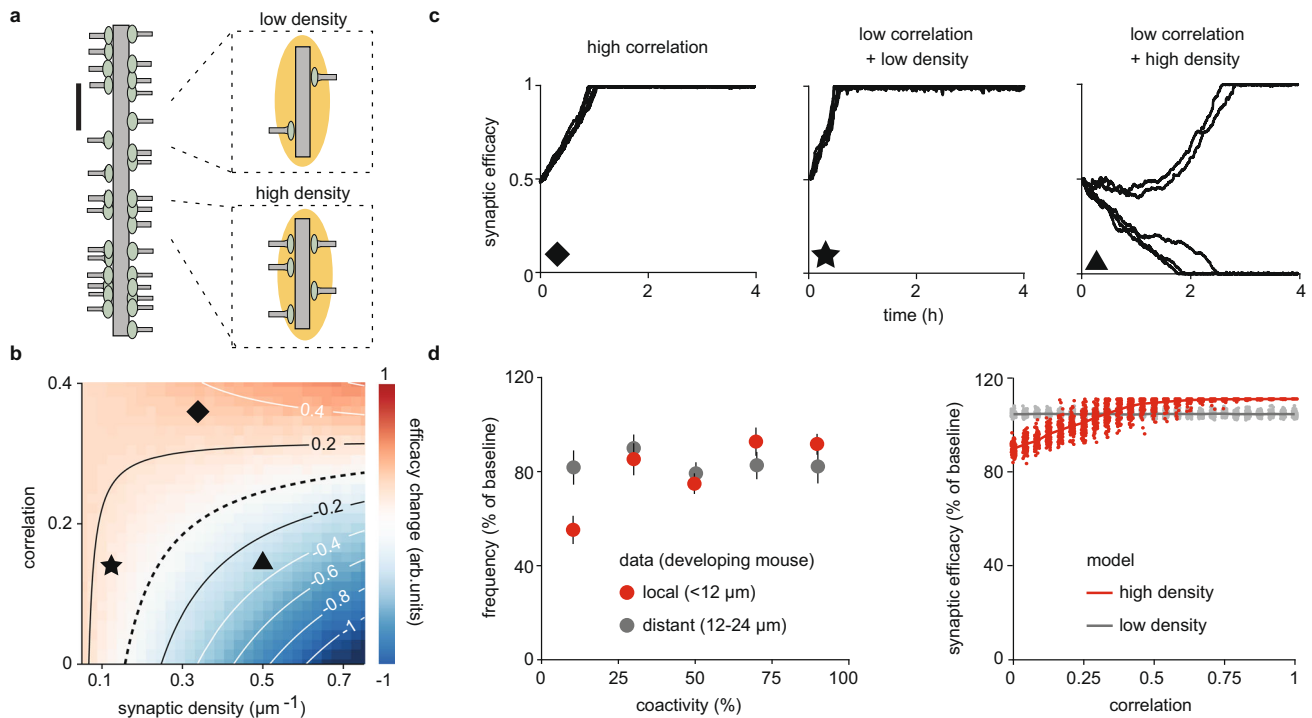 a
low density
high density
b
0.4
0.2
0
correlation
0.1
0.3
0.5
0.7
synaptic density (µm⁻¹)
0.4
0.2
-0.2
-0.4
-0.6
-0.8
-1
1
-1
efficacy change (arb.units)
c
high correlation
low correlation
+ low density
low correlation
+ high density
synaptic efficacy
1
0.5
0
0
2
4
0
2
4
0
2
4
time (h)
d
frequency (% of baseline)
120
80
40
0
0
25
50
75
100
coactivity (%)
data (developing mouse)
local (<12 µm)
distant (12-24 µm)
synaptic efficacy (% of baseline)
120
80
40
0
0
0.25
0.5
0.75
1
correlation
model
high density
low density